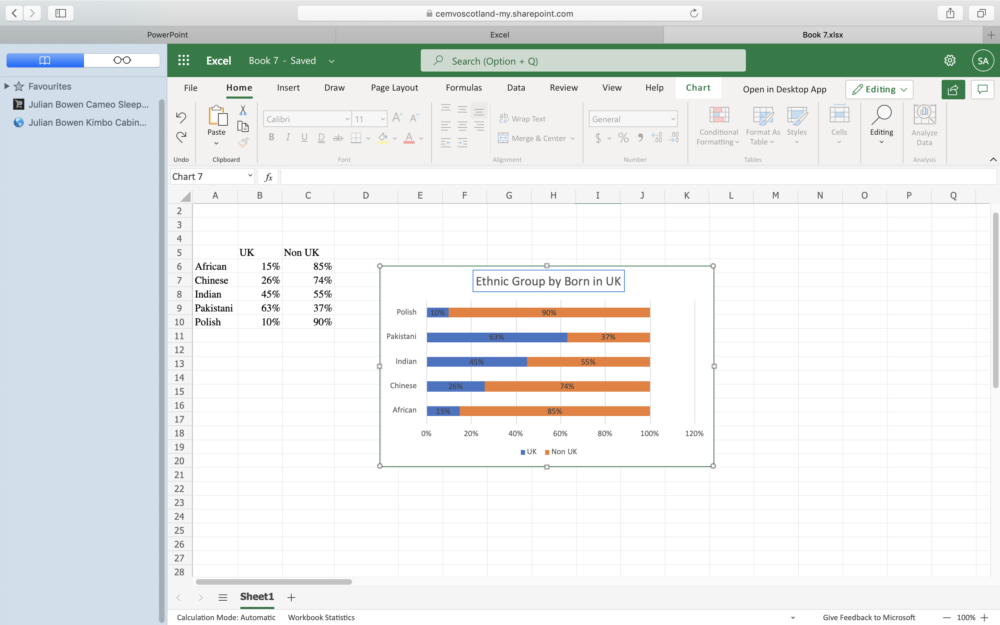 cemvoscotland-my.sharepoint.com
PowerPoint Excel Book 7.xlsx
Excel Book 7 - Saved Search (Option + Q) SA
Favourites
Julian Bowen Cameo Sleep...
Julian Bowen Kimbo Cabin...
File Home Insert Draw Page Layout Formulas Data Review View Help Chart Open in Desktop App Editing
Paste
Calibri 11 A A
B I U D ab A
ab c Wrap Text
Merge & Center
General
$ % 9 .00 .00
Conditional Formatting Format As Table Styles Cells Editing Analyze Data
Undo Clipboard Font Alignment Number Tables Analysis
Chart 7 fx
A B C D E F G H I J K L M N O P Q
2
3
4
5 UK Non UK
6 African 15% 85%
7 Chinese 26% 74%
8 Indian 45% 55%
9 Pakistani 63% 37%
10 Polish 10% 90%
11
12
13
14
15
16
17
18
19
20
21
22
23
24
25
26
27
28
Ethnic Group by Born in UK
Polish 10% 90%
Pakistani 63% 37%
Indian 45% 55%
Chinese 26% 74%
African 15% 85%
0% 20% 40% 60% 80% 100% 120%
UK Non UK
Sheet1
Calculation Mode: Automatic Workbook Statistics Give Feedback to Microsoft 100%